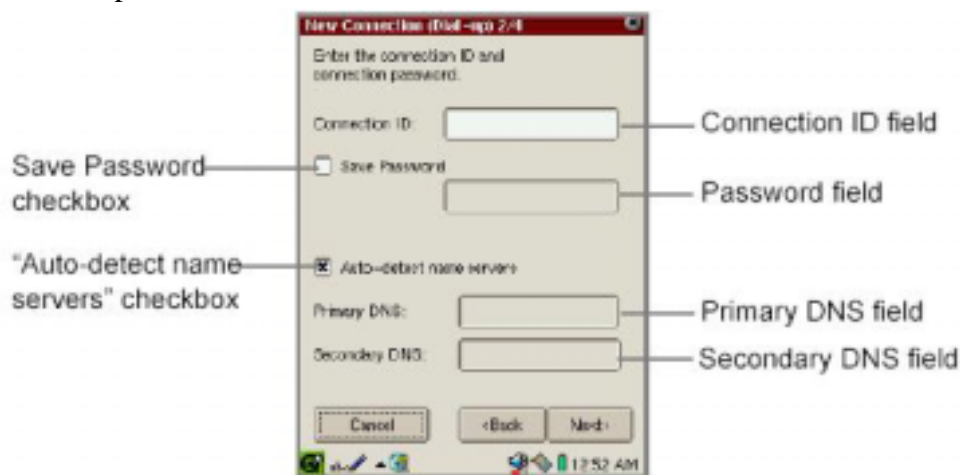 New Connection (Dial-up) 2/4
Enter the connection ID and
connection password.
Connection ID:
Connection ID field
Save Password
checkbox
Save Password
Password field
"Auto-detect name
servers" checkbox
Auto-detect name servers
Primary DNS:
Primary DNS field
Secondary DNS:
Secondary DNS field
Cancel
<Back
Next>
12:52 AM